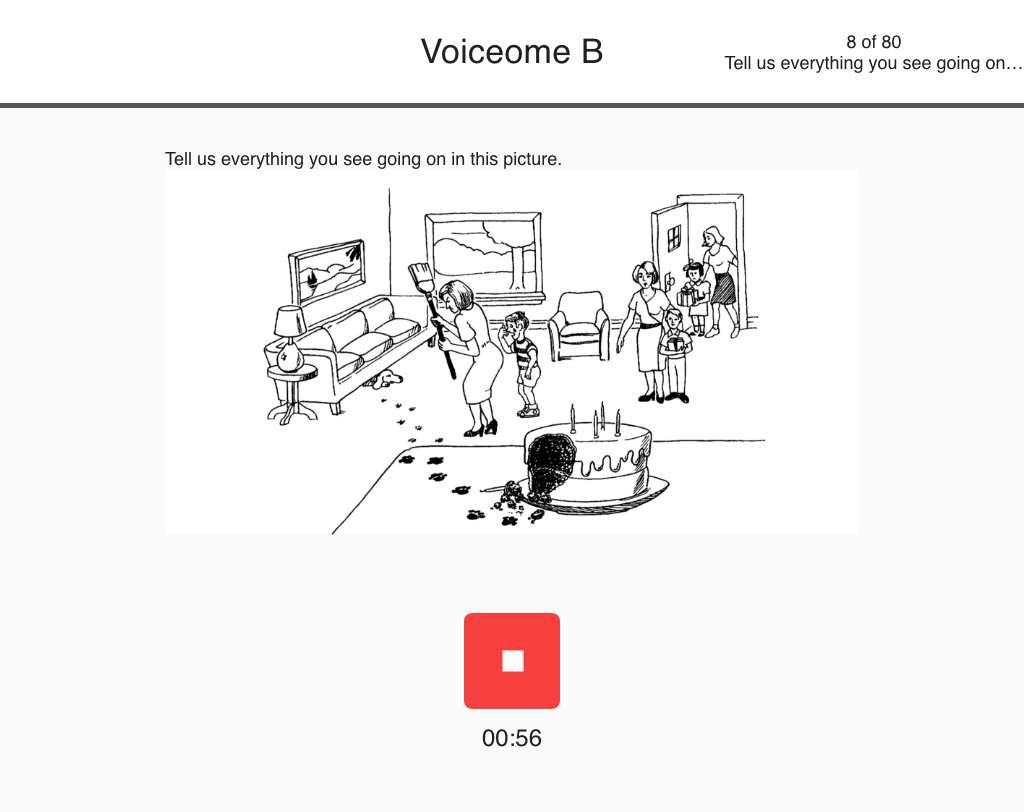 Voiceome B
8 of 80
Tell us everything you see going on…
Tell us everything you see going on in this picture.
00:56